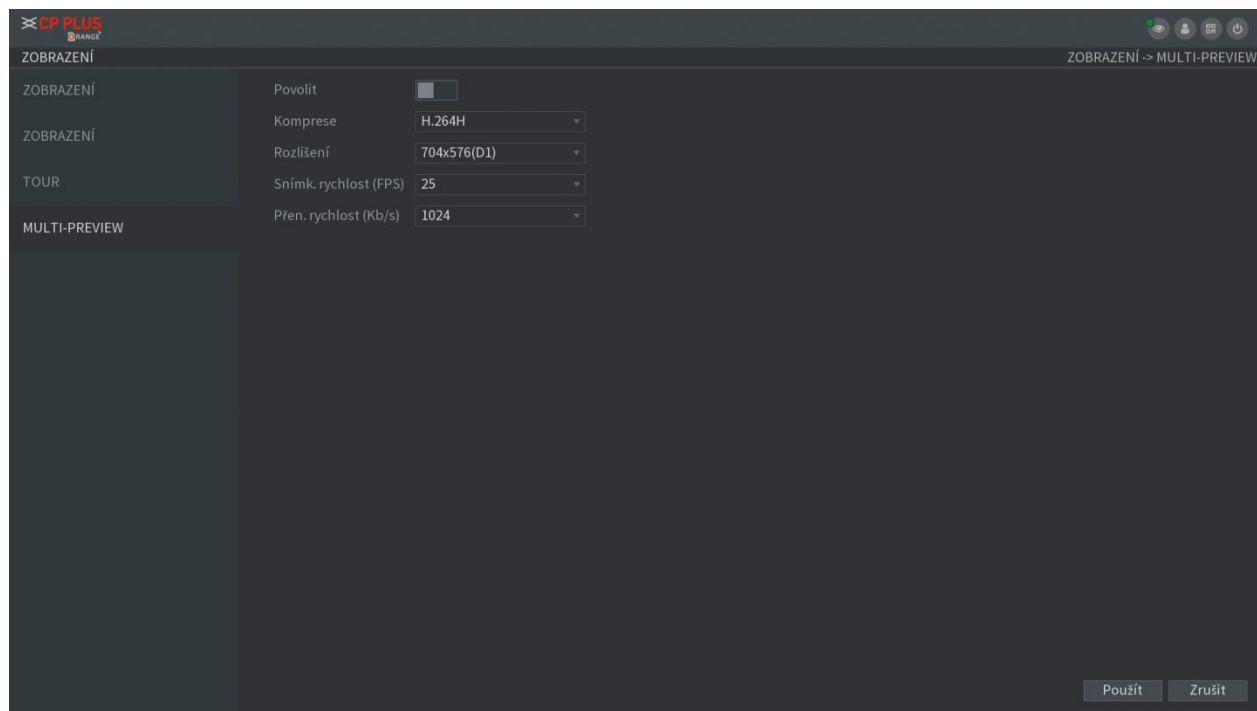 CP PLUS
ORANGE
ZOBRAZENÍ
ZOBRAZENÍ -> MULTI-PREVIEW
ZOBRAZENÍ
ZOBRAZENÍ
TOUR
MULTI-PREVIEW
Povolit
Komprese H.264H
Rozlišení 704x576(D1)
Snímk. rychlost (FPS) 25
Přen. rychlost (Kb/s) 1024
Použít Zrušit